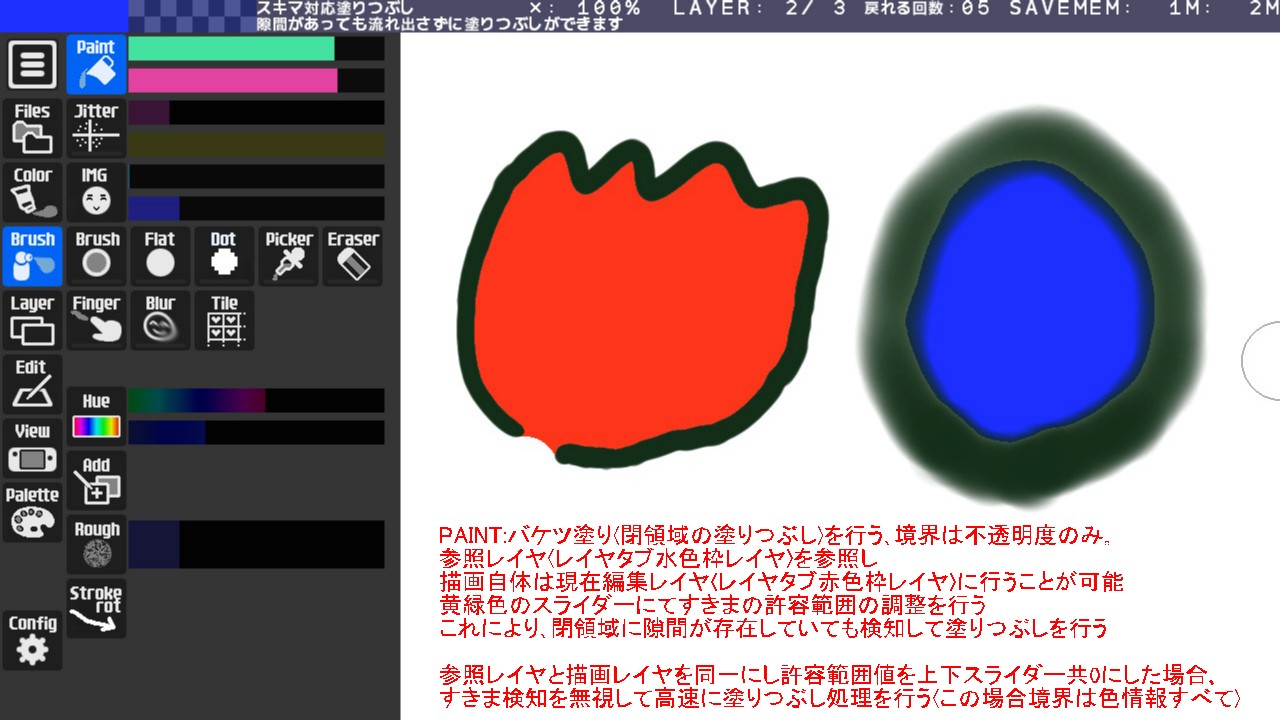 スキマ対応塗りつぶし
隙間があっても流れ出さずに塗りつぶしができます
×: 100% LAYER: 2/ 3 戻れる回数:05 SAVEMEM: 1M: 2M
Paint
Files
Jitter
Color
IMG
Brush
Brush
Flat
Dot
Picker
Eraser
Layer
Finger
Blur
Tile
Edit
Hue
View
Add
Palette
Rough
Stroke
rot
Config
PAINT:バケツ塗り(閉領域の塗りつぶし)を行う、境界は不透明度のみ。
参照レイヤ(レイヤタブ水色枠レイヤ)を参照し
描画自体は現在編集レイヤ(レイヤタブ赤色枠レイヤ)に行うことが可能
黄緑色のスライダーにてすきまの許容範囲の調整を行う
これにより、閉領域に隙間が存在していても検知して塗りつぶしを行う
参照レイヤと描画レイヤを同一にし許容範囲値を上下スライダー共0にした場合、
すきま検知を無視して高速に塗りつぶし処理を行う(この場合境界は色情報すべて)